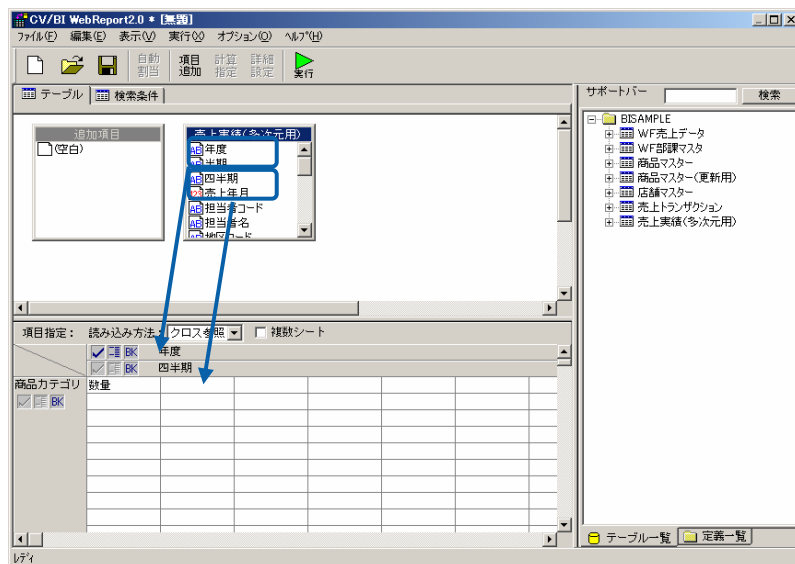 CV/BI WebReport2.0 * [無題]
ファイル(F) 編集(E) 表示(V) 実行(X) オプション(O) ヘルプ(H)
自動割当 項目追加 計算指定 詳細設定 実行
テーブル 検索条件
追加項目
(空白)
売上実績(多次元用)
年度
半期
四半期
売上年月
担当者コード
担当者名
地区コード
項目指定: 読み込み方法: クロス参照 複数シート
BK 年度
BK 四半期
商品カテゴリ 数量
BK
レディ
サポートバー 検索
BISAMPLE
WF売上データ
WF部課マスタ
商品マスター
商品マスター(更新用)
店舗マスター
売上トランザクション
売上実績(多次元用)
テーブル一覧 定義一覧